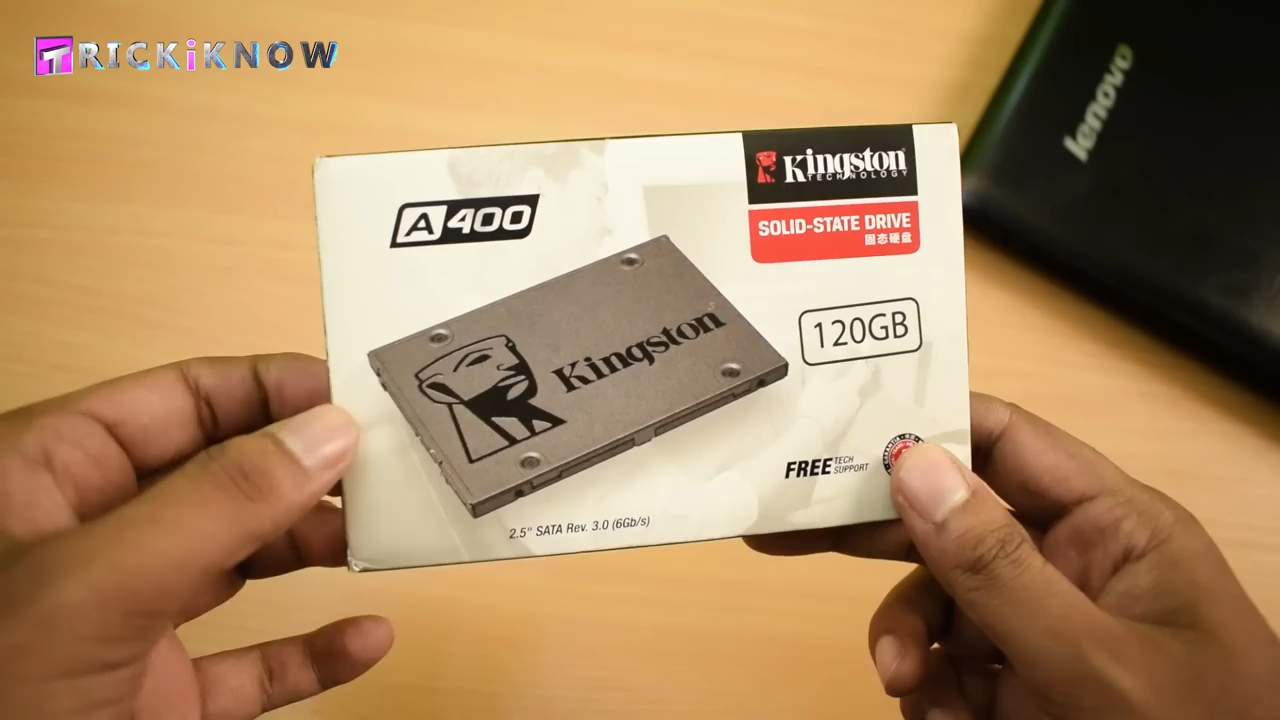 TRICKiKNOW
lenovo
Kingston
TECHNOLOGY
A400
SOLID-STATE DRIVE
固态硬盘
Kingston
120GB
FREE TECH
SUPPORT
2.5" SATA Rev. 3.0 (6Gb/s)